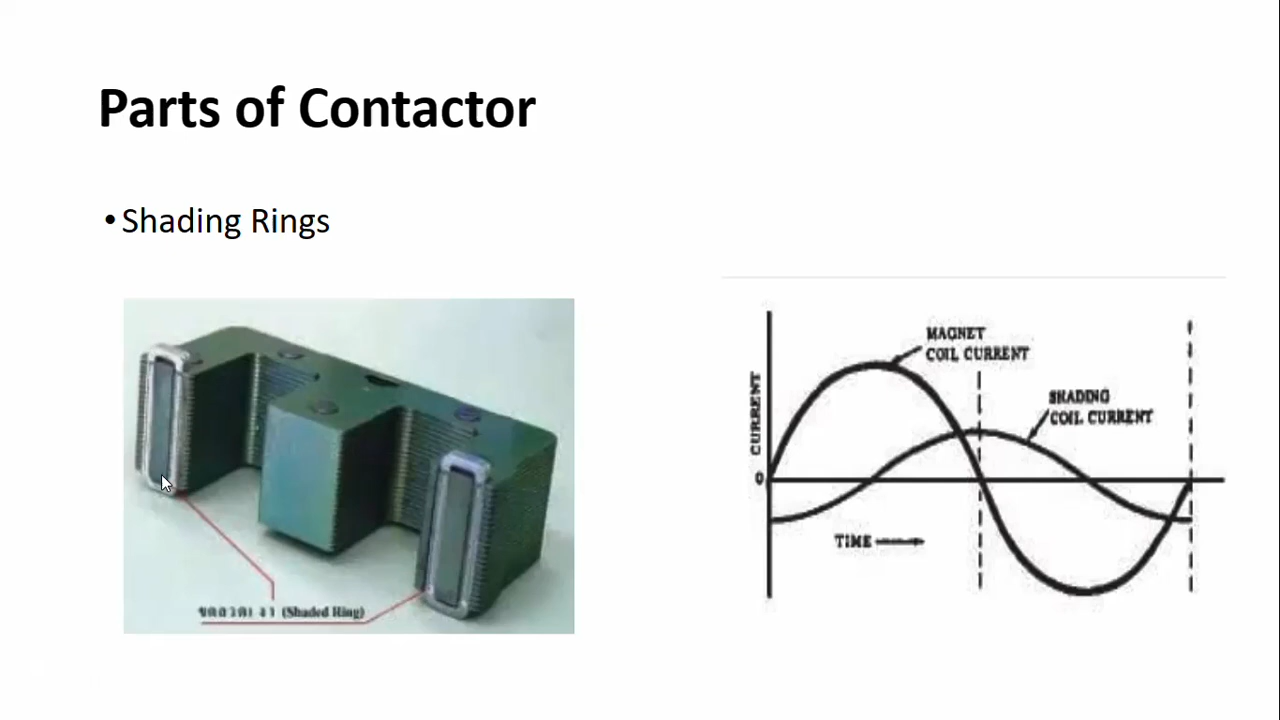 Parts of Contactor
• Shading Rings
(Shaded Ring)
MAGNET
COIL CURRENT
SHADING
COIL CURRENT
CURRENT
0
TIME